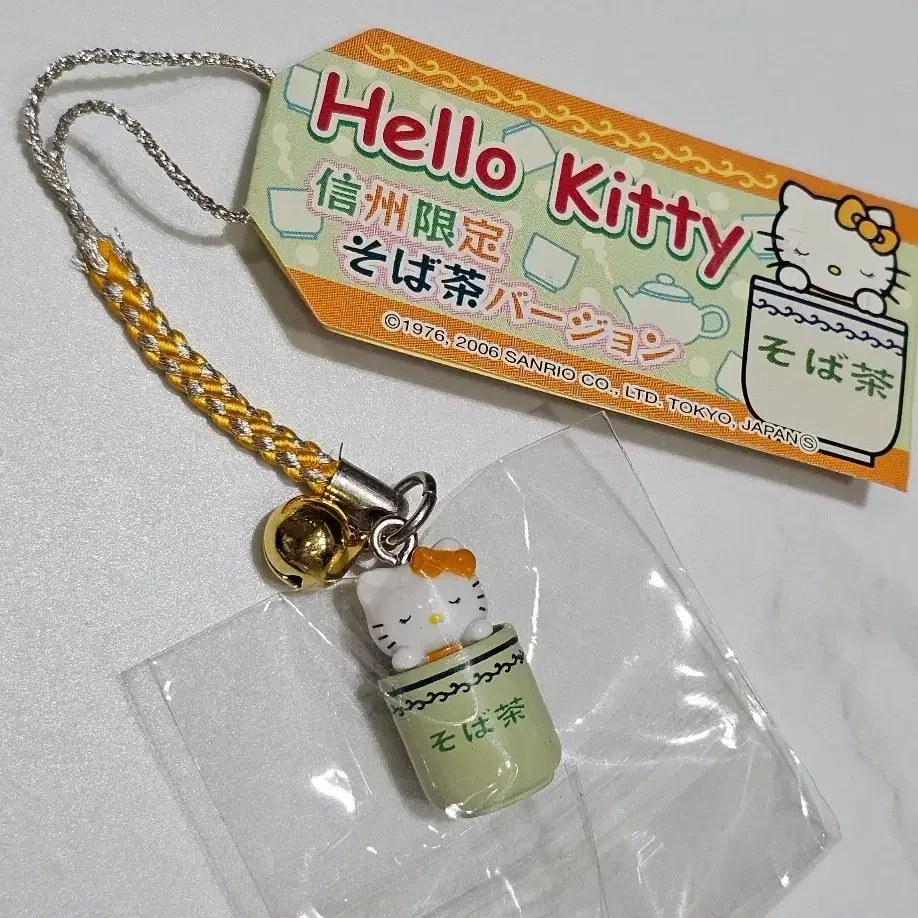 Hello Kitty
信州限定
そば茶バージョン
©1976, 2006 SANRIO CO., LTD. TOKYO, JAPAN Ⓢ
そば茶
そば茶